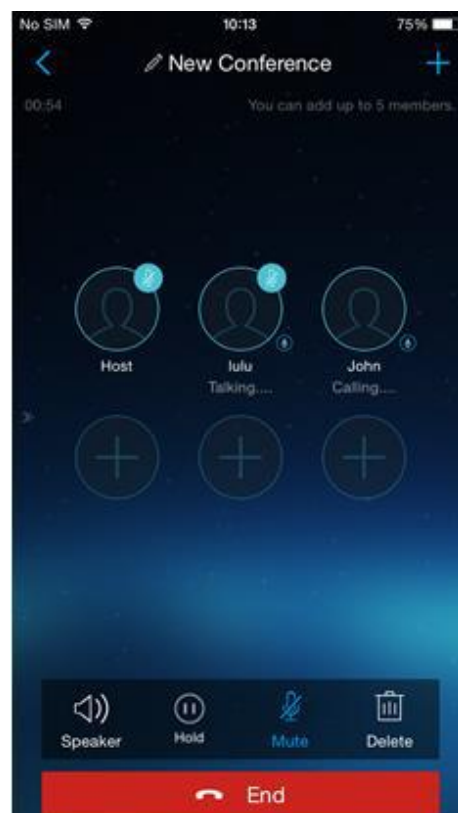 No SIM 10:13 75%
New Conference
00:54 You can add up to 5 members.
Host lulu John
Talking.... Calling....
Speaker Hold Mute Delete
End